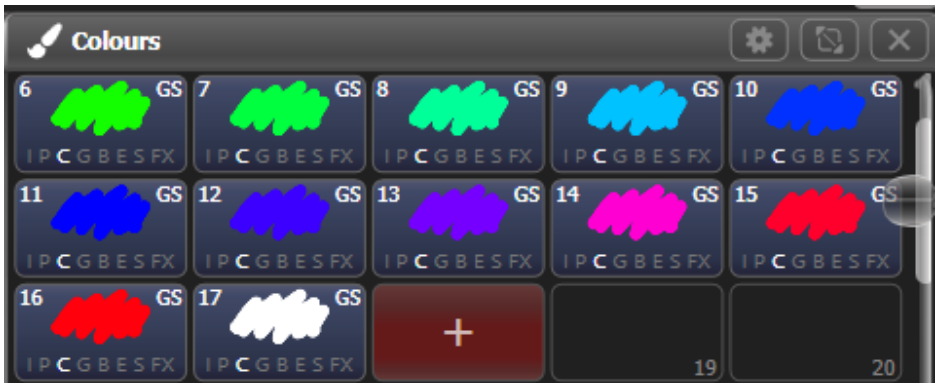 Colours
6 GS 7 GS 8 GS 9 GS 10 GS
I P C G B E S FX I P C G B E S FX I P C G B E S FX I P C G B E S FX I P C G B E S FX
11 GS 12 GS 13 GS 14 GS 15 GS
I P C G B E S FX I P C G B E S FX I P C G B E S FX I P C G B E S FX I P C G B E S FX
16 GS 17 GS +
I P C G B E S FX I P C G B E S FX 19 20